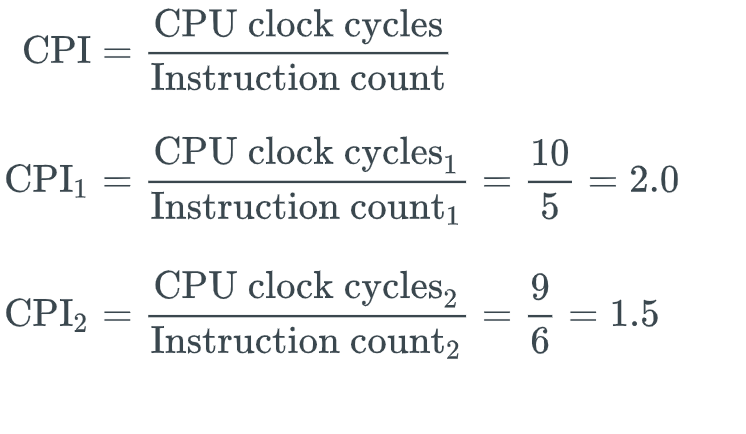 CPI = CPU clock cycles / Instruction count
CPI₁ = CPU clock cycles₁ / Instruction count₁ = 10 / 5 = 2.0
CPI₂ = CPU clock cycles₂ / Instruction count₂ = 9 / 6 = 1.5